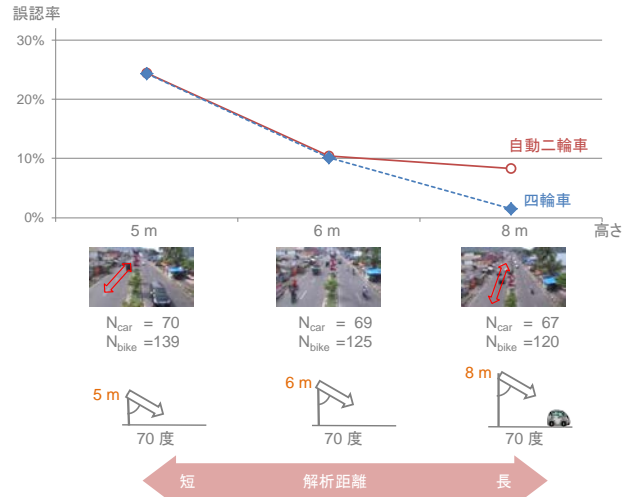 誤認率
30%
20%
10%
0%
自動二輪車
四輪車
5 m
6 m
8 m
高さ
Ncar = 70
Nbike =139
Ncar = 69
Nbike =125
Ncar = 67
Nbike =120
5 m
70 度
6 m
70 度
8 m
70 度
短
解析距離
長